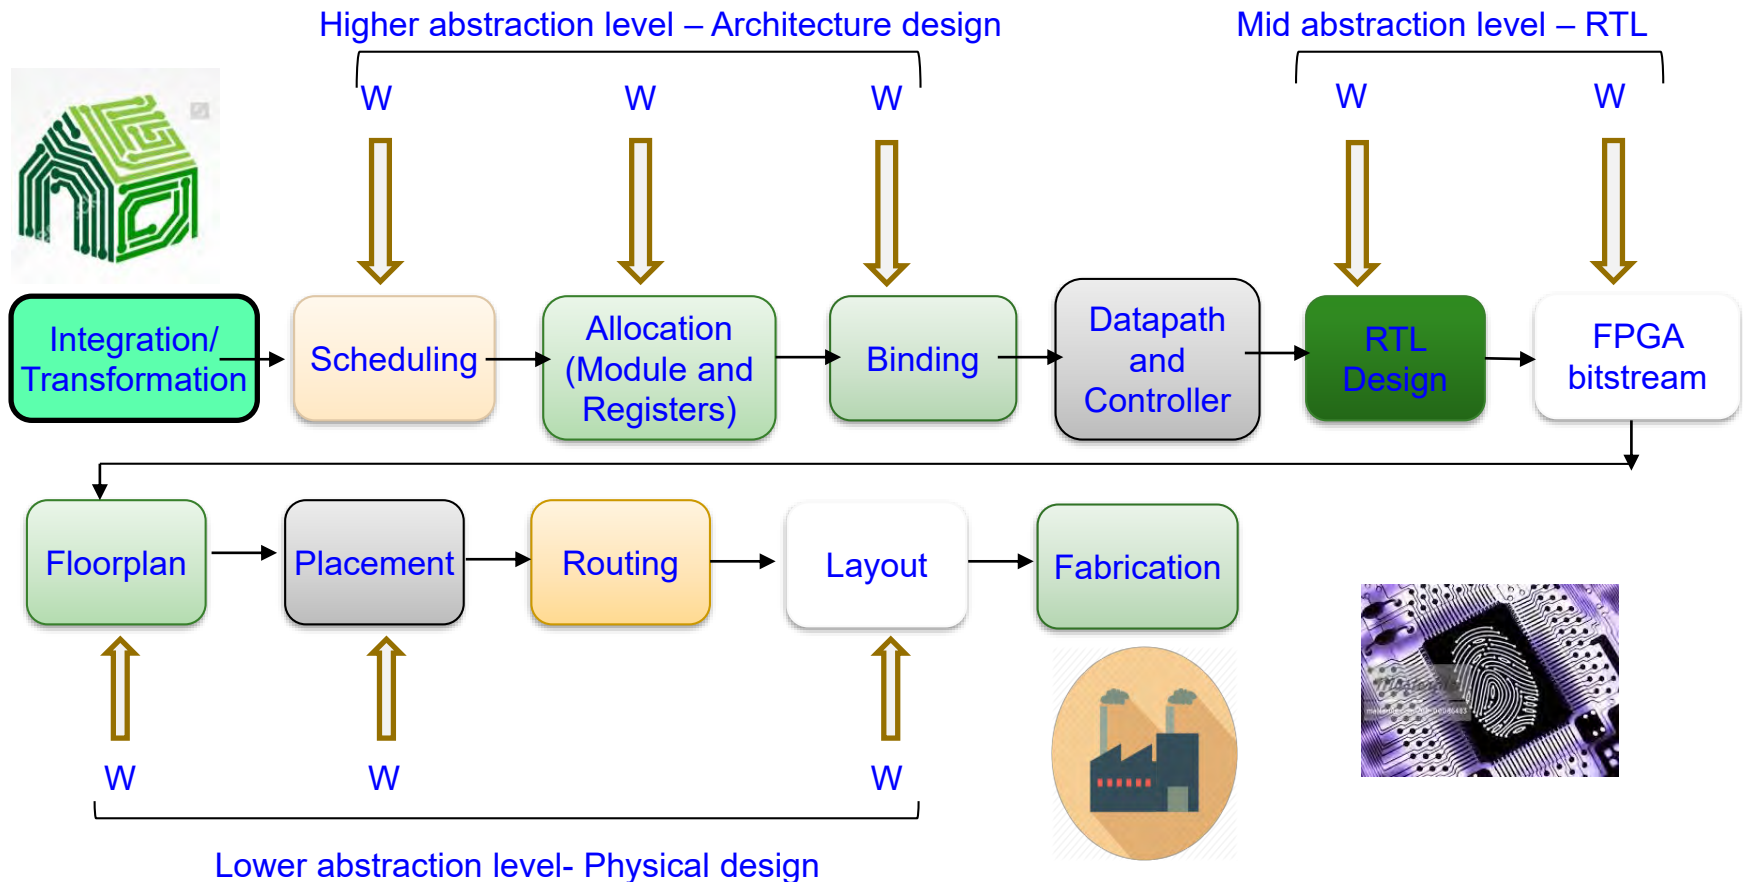 Higher abstraction level – Architecture design
Mid abstraction level – RTL
W
W
W
W
W
Integration/
Transformation
Scheduling
Allocation
(Module and
Registers)
Binding
Datapath
and
Controller
RTL
Design
FPGA
bitstream
Floorplan
Placement
Routing
Layout
Fabrication
W
W
W
Lower abstraction level- Physical design